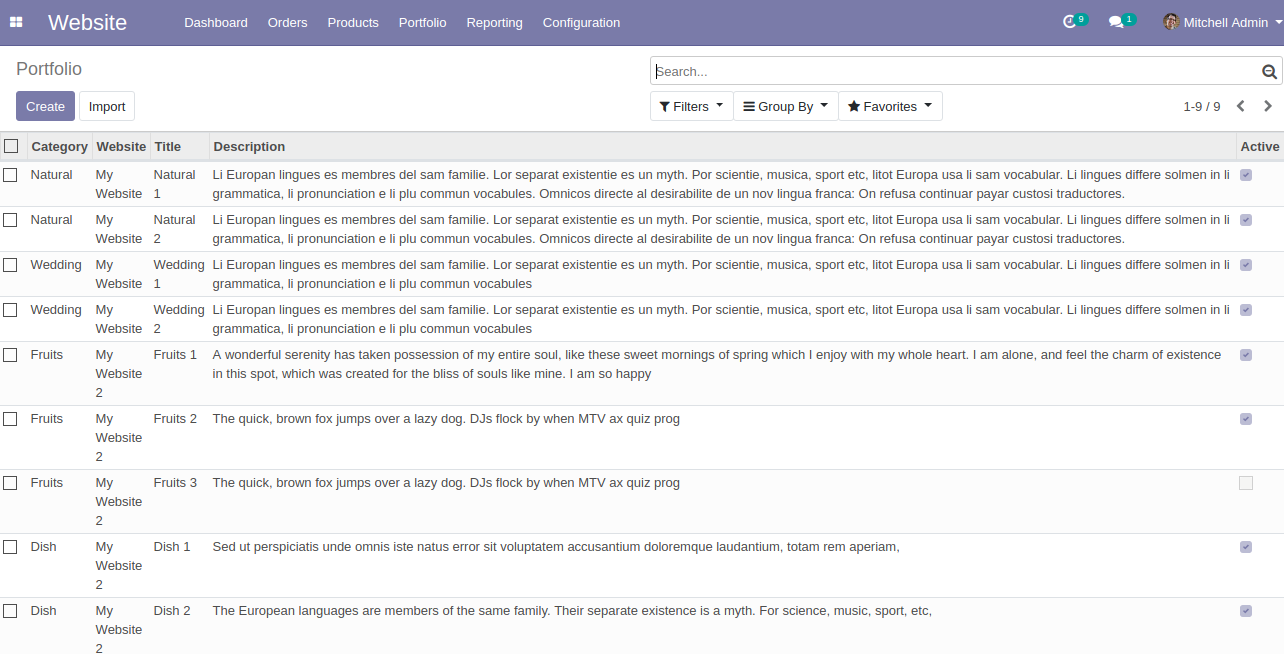 Website Dashboard Orders Products Portfolio Reporting Configuration 9 1 Mitchell Admin
Portfolio
Search...
Create Import Filters Group By Favorites 1-9 / 9
Category Website Title Description Active
Natural My Website Natural 1 Li Europan lingues es membres del sam familie. Lor separat existentie es un myth. Por scientie, musica, sport etc, litot Europa usa li sam vocabular. Li lingues differe solmen in li
grammatica, li pronunciation e li plu commun vocabules. Omnicos directe al desirabilite de un nov lingua franca: On refusa continuar payar custosi traductores.
Natural My Website Natural 2 Li Europan lingues es membres del sam familie. Lor separat existentie es un myth. Por scientie, musica, sport etc, litot Europa usa li sam vocabular. Li lingues differe solmen in li
grammatica, li pronunciation e li plu commun vocabules. Omnicos directe al desirabilite de un nov lingua franca: On refusa continuar payar custosi traductores.
Wedding My Website Wedding 1 Li Europan lingues es membres del sam familie. Lor separat existentie es un myth. Por scientie, musica, sport etc, litot Europa usa li sam vocabular. Li lingues differe solmen in li
grammatica, li pronunciation e li plu commun vocabules
Wedding My Website Wedding 2 Li Europan lingues es membres del sam familie. Lor separat existentie es un myth. Por scientie, musica, sport etc, litot Europa usa li sam vocabular. Li lingues differe solmen in li
grammatica, li pronunciation e li plu commun vocabules
Fruits My Website 2 Fruits 1 A wonderful serenity has taken possession of my entire soul, like these sweet mornings of spring which I enjoy with my whole heart. I am alone, and feel the charm of existence
in this spot, which was created for the bliss of souls like mine. I am so happy
Fruits My Website 2 Fruits 2 The quick, brown fox jumps over a lazy dog. DJs flock by when MTV ax quiz prog
Fruits My Website 2 Fruits 3 The quick, brown fox jumps over a lazy dog. DJs flock by when MTV ax quiz prog
Dish My Website 2 Dish 1 Sed ut perspiciatis unde omnis iste natus error sit voluptatem accusantium doloremque laudantium, totam rem aperiam,
Dish My Website 2 Dish 2 The European languages are members of the same family. Their separate existence is a myth. For science, music, sport, etc,